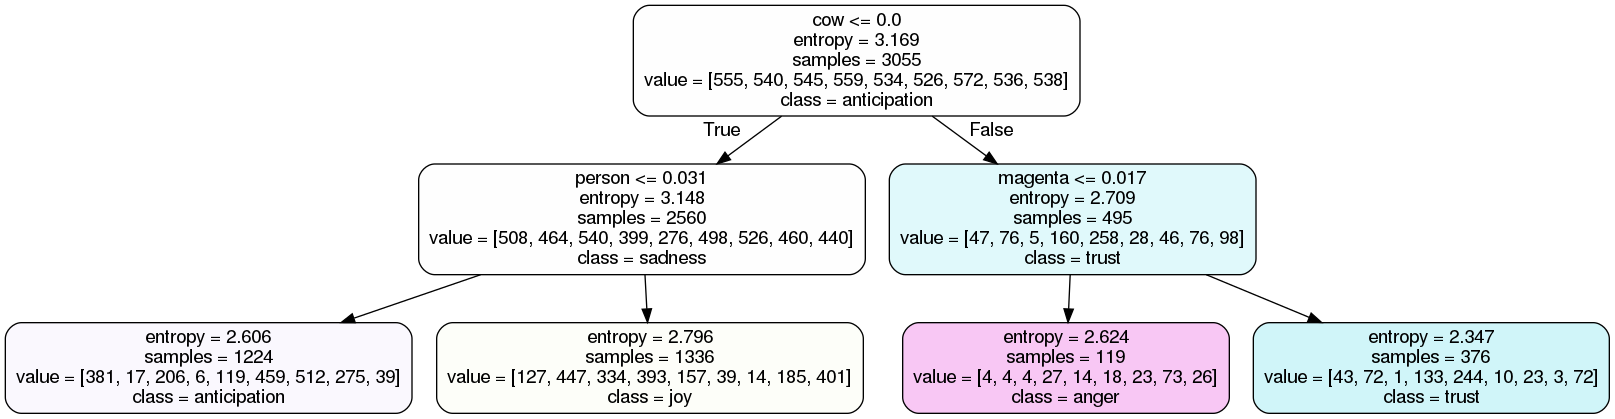 cow <= 0.0
entropy = 3.169
samples = 3055
value = [555, 540, 545, 559, 534, 526, 572, 536, 538]
class = anticipation
True
False
person <= 0.031
entropy = 3.148
samples = 2560
value = [508, 464, 540, 399, 276, 498, 526, 460, 440]
class = sadness
magenta <= 0.017
entropy = 2.709
samples = 495
value = [47, 76, 5, 160, 258, 28, 46, 76, 98]
class = trust
entropy = 2.606
samples = 1224
value = [381, 17, 206, 6, 119, 459, 512, 275, 39]
class = anticipation
entropy = 2.796
samples = 1336
value = [127, 447, 334, 393, 157, 39, 14, 185, 401]
class = joy
entropy = 2.624
samples = 119
value = [4, 4, 4, 27, 14, 18, 23, 73, 26]
class = anger
entropy = 2.347
samples = 376
value = [43, 72, 1, 133, 244, 10, 23, 3, 72]
class = trust